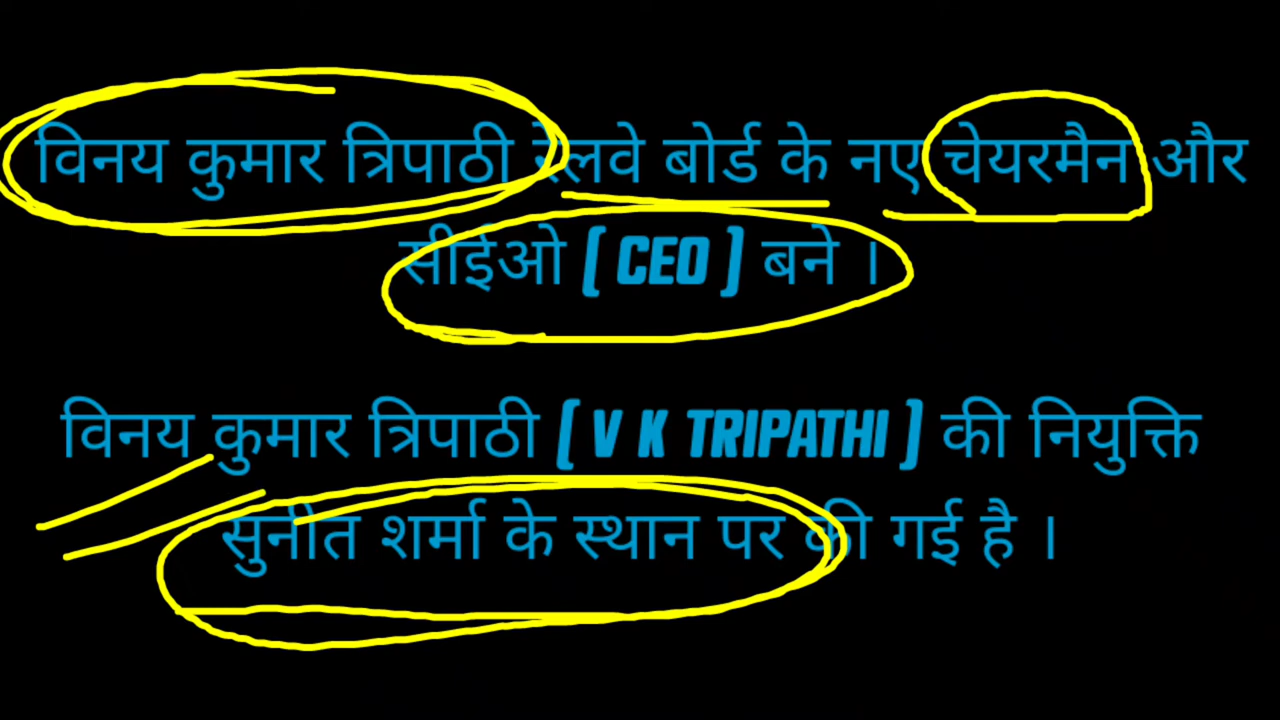 विनय कुमार त्रिपाठी रेलवे बोर्ड के नए चेयरमैन और
सीईओ ( CEO ) बने ।
विनय कुमार त्रिपाठी ( V K TRIPATHI ) की नियुक्ति
सुनीत शर्मा के स्थान पर की गई है ।